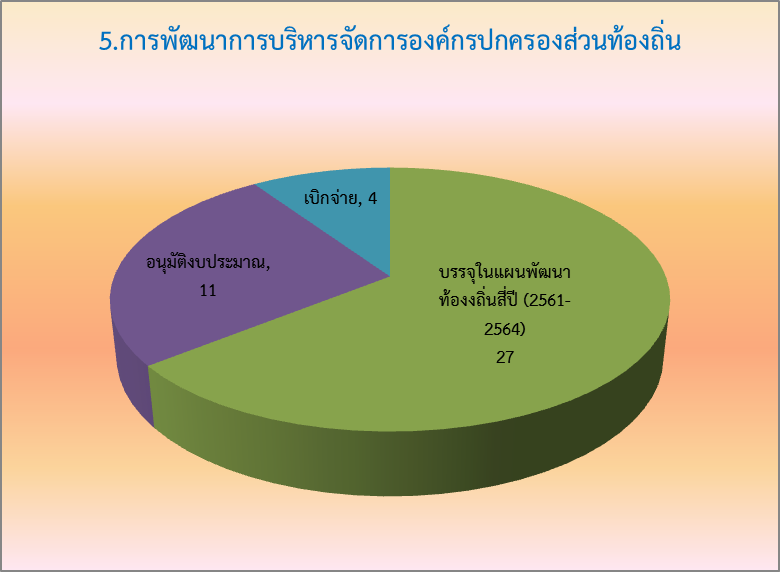 5.การพัฒนาการบริหารจัดการองค์กรปกครองส่วนท้องถิ่น
เบิกจ่าย, 4
อนุมัติงบประมาณ,
11
บรรจุในแผนพัฒนา
ท้องงถิ่นสี่ปี (2561-
2564)
27